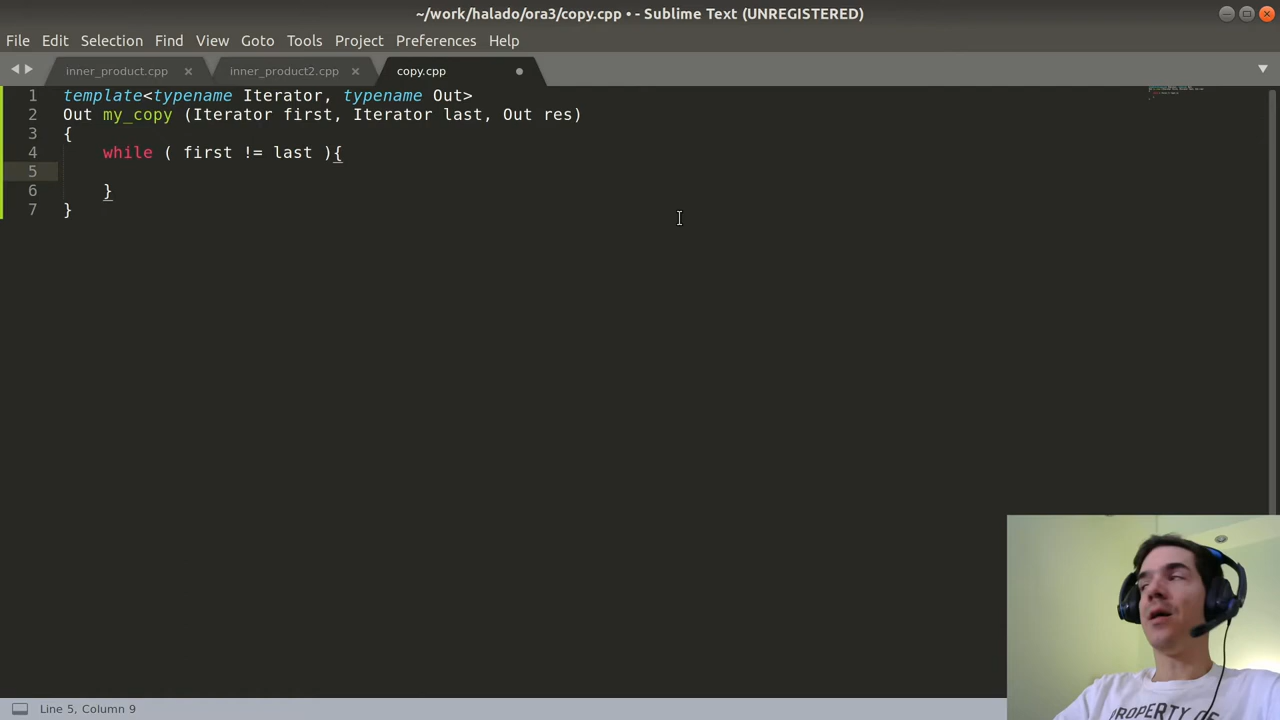 ~/work/halado/ora3/copy.cpp • - Sublime Text (UNREGISTERED)
File Edit Selection Find View Goto Tools Project Preferences Help
inner_product.cpp inner_product2.cpp copy.cpp
1 template<typename Iterator, typename Out>
2 Out my_copy (Iterator first, Iterator last, Out res)
3 {
4 while ( first != last ){
5
6 }
7 }
PROPERTY OF
Line 5, Column 9